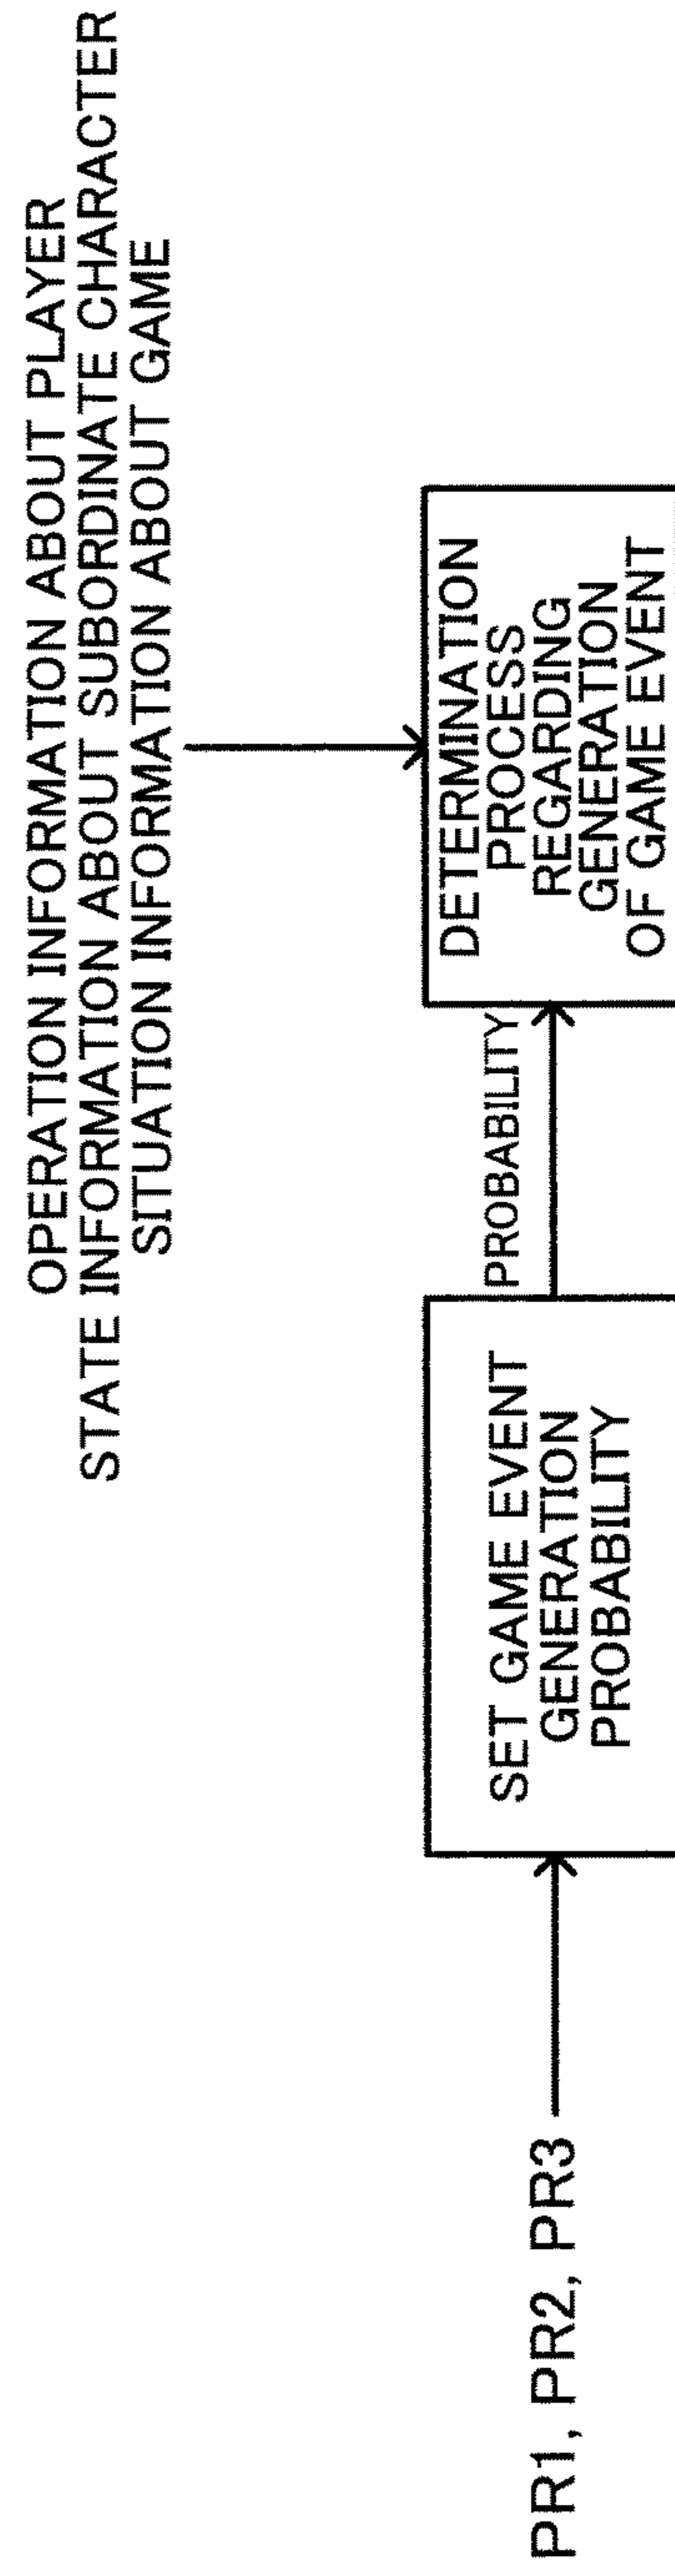 OPERATION INFORMATION ABOUT PLAYER
STATE INFORMATION ABOUT SUBORDINATE CHARACTER
SITUATION INFORMATION ABOUT GAME
PR1, PR2, PR3
SET GAME EVENT
GENERATION
PROBABILITY
PROBABILITY
DETERMINATION
PROCESS
REGARDING
GENERATION
OF GAME EVENT